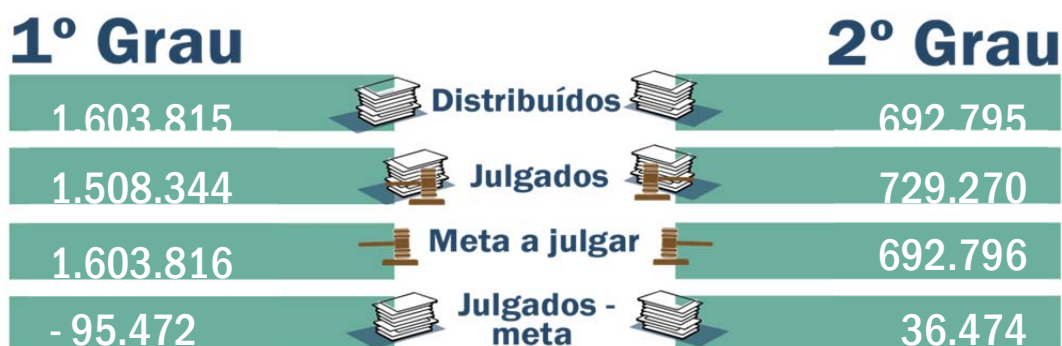 1º Grau 2º Grau
1.603.815 Distribuídos 692.795
1.508.344 Julgados 729.270
1.603.816 Meta a julgar 692.796
- 95.472 Julgados - meta 36.474